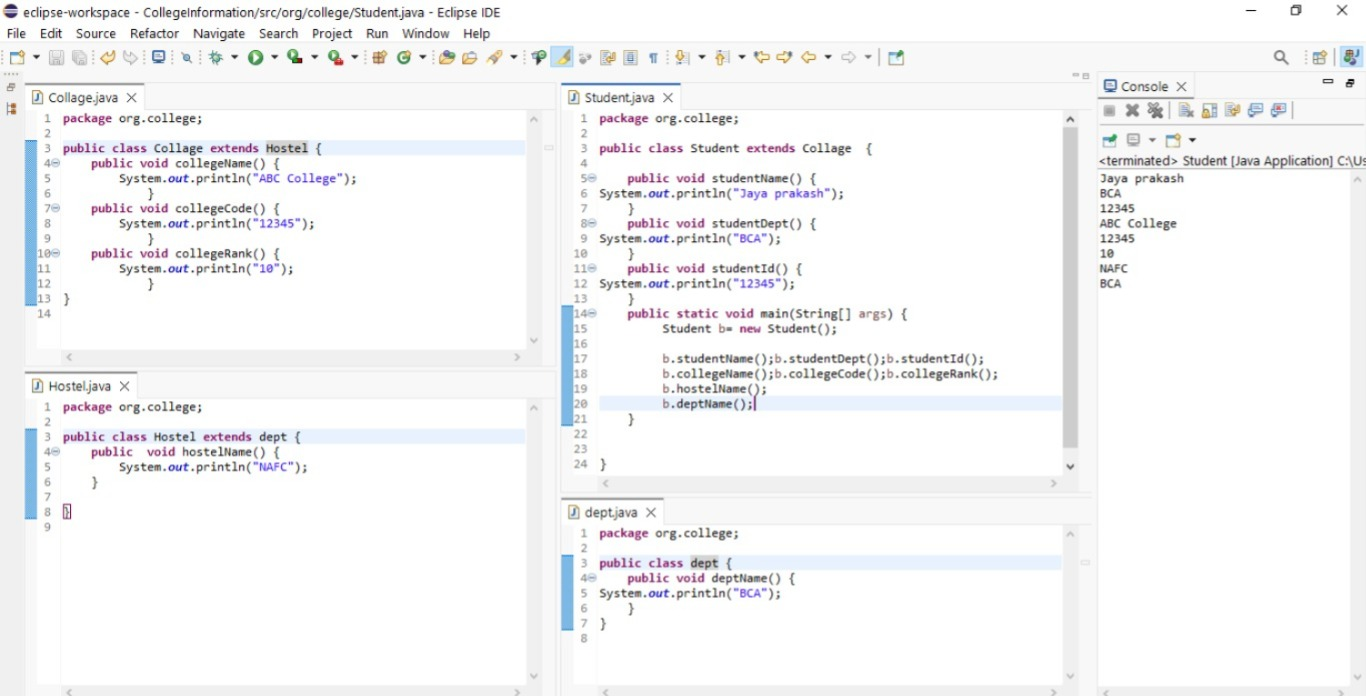 eclipse-workspace - CollegeInformation/src/org/college/Student.java - Eclipse IDE
File Edit Source Refactor Navigate Search Project Run Window Help
Collage.java
1 package org.college;
2
3 public class Collage extends Hostel {
4 public void collegeName() {
5 System.out.println("ABC College");
6 }
7 public void collegeCode() {
8 System.out.println("12345");
9 }
10 public void collegeRank() {
11 System.out.println("10");
12 }
13 }
14
Hostel.java
1 package org.college;
2
3 public class Hostel extends dept {
4 public void hostelName() {
5 System.out.println("NAFC");
6 }
7
8 }
9
Student.java
1 package org.college;
2
3 public class Student extends Collage {
4
5 public void studentName() {
6 System.out.println("Jaya prakash");
7 }
8 public void studentDept() {
9 System.out.println("BCA");
10 }
11 public void studentId() {
12 System.out.println("12345");
13 }
14 public static void main(String[] args) {
15 Student b= new Student();
16
17 b.studentName();b.studentDept();b.studentId();
18 b.collegeName();b.collegeCode();b.collegeRank();
19 b.hostelName();
20 b.deptName();
21 }
22
23
24 }
dept.java
1 package org.college;
2
3 public class dept {
4 public void deptName() {
5 System.out.println("BCA");
6 }
7 }
8
Console
<terminated> Student [Java Application] C:\Us
Jaya prakash
BCA
12345
ABC College
12345
10
NAFC
BCA